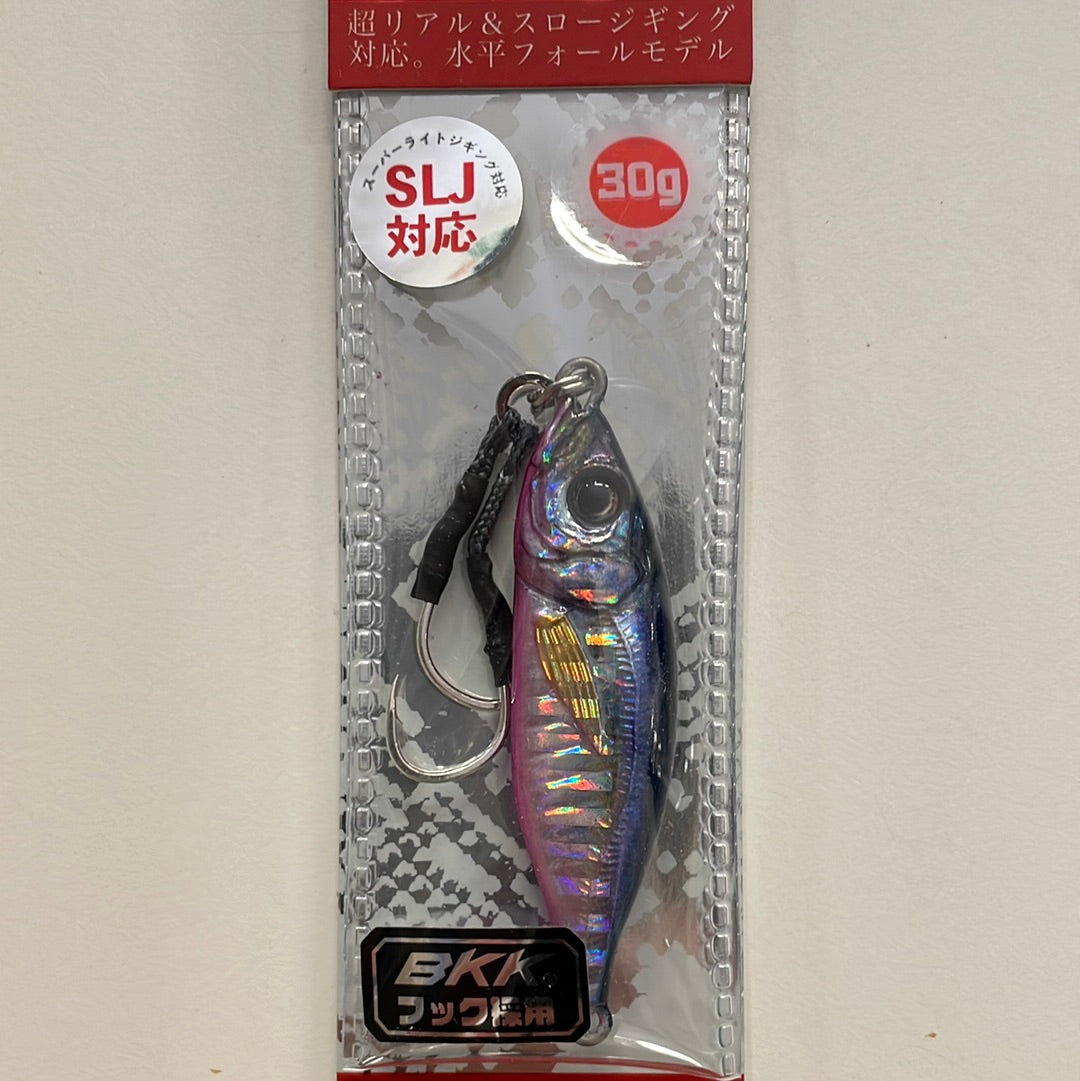 超リアル＆スロージギング
対応。水平フォールモデル
スーパーライトジギング対応
SLJ
対応
30g
BKK®
フック採用